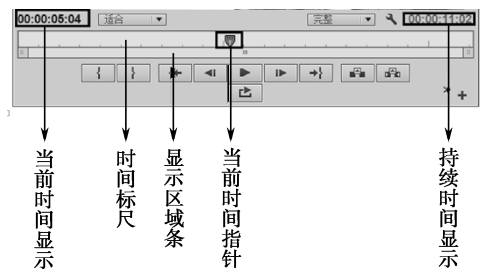 00:00:05:04 适合 完整 00:00:11:02
当前时间显示
时间标尺
显示区域条
当前时间指针
持续时间显示